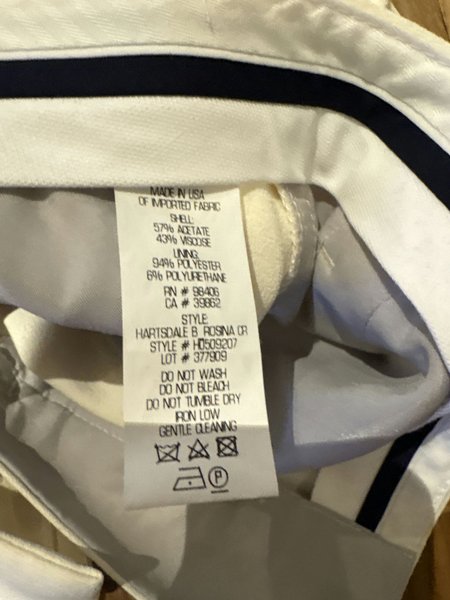 MADE IN USA
OF IMPORTED FABRIC
SHELL:
57% ACETATE
43% VISCOSE
LINING:
94% POLYESTER
6% POLYURETHANE
RN # 98406
CA # 39862
STYLE:
HARTSDALE B. ROSINA CR
STYLE # H0509207
LOT # 377909
DO NOT WASH
DO NOT BLEACH
DO NOT TUMBLE DRY
IRON LOW
GENTLE CLEANING
P